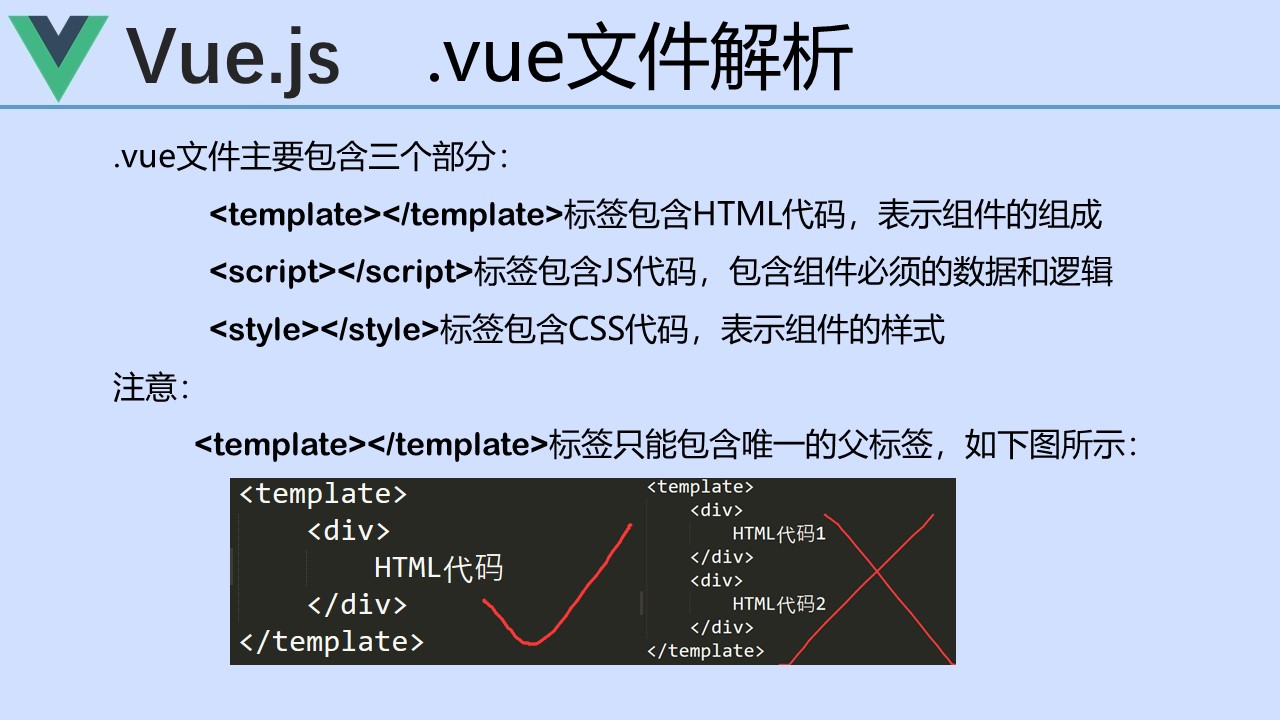 Vue.js .vue文件解析
.vue文件主要包含三个部分：
<template></template>标签包含HTML代码，表示组件的组成
<script></script>标签包含JS代码，包含组件必须的数据和逻辑
<style></style>标签包含CSS代码，表示组件的样式
注意：
<template></template>标签只能包含唯一的父标签，如下图所示：
<template>
<div>
HTML代码
</div>
</template>
<template>
<div>
HTML代码1
</div>
<div>
HTML代码2
</div>
</template>